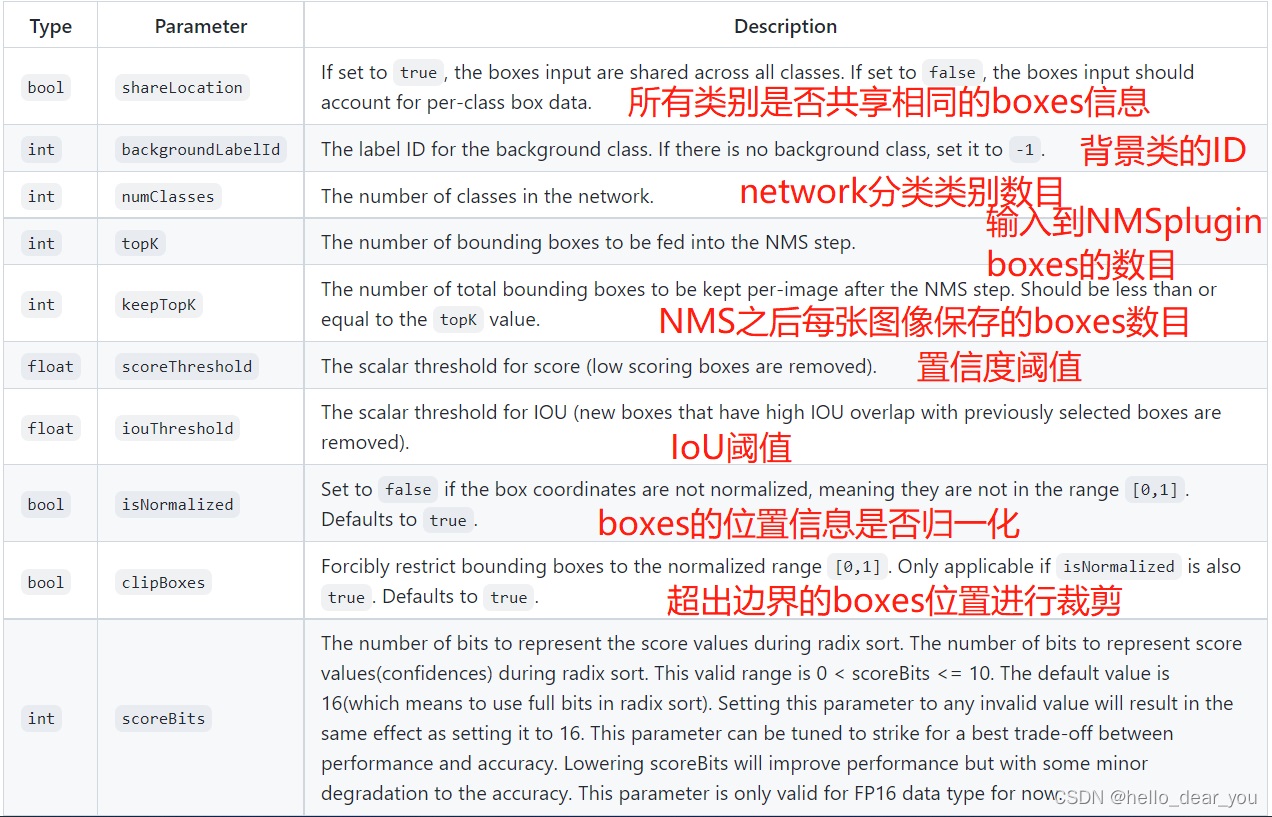 Type Parameter Description
bool shareLocation If set to true, the boxes input are shared across all classes. If set to false, the boxes input should
account for per-class box data. 所有类别是否共享相同的boxes信息
int backgroundLabelId The label ID for the background class. If there is no background class, set it to -1. 背景类的ID
int numClasses The number of classes in the network. network分类类别数目
int topK The number of bounding boxes to be fed into the NMS step. 输入到NMSplugin
boxes的数目
int keepTopK The number of total bounding boxes to be kept per-image after the NMS step. Should be less than or
equal to the topK value. NMS之后每张图像保存的boxes数目
float scoreThreshold The scalar threshold for score (low scoring boxes are removed). 置信度阈值
float iouThreshold The scalar threshold for IOU (new boxes that have high IOU overlap with previously selected boxes are
removed). IoU阈值
bool isNormalized Set to false if the box coordinates are not normalized, meaning they are not in the range [0,1].
Defaults to true. boxes的位置信息是否归一化
bool clipBoxes Forcibly restrict bounding boxes to the normalized range [0,1]. Only applicable if isNormalized is also
true. Defaults to true. 超出边界的boxes位置进行裁剪
int scoreBits The number of bits to represent the score values during radix sort. The number of bits to represent score
values(confidences) during radix sort. This valid range is 0 < scoreBits <= 10. The default value is
16(which means to use full bits in radix sort). Setting this parameter to any invalid value will result in the
same effect as setting it to 16. This parameter can be tuned to strike for a best trade-off between
performance and accuracy. Lowering scoreBits will improve performance but with some minor
degradation to the accuracy. This parameter is only valid for FP16 data type for now.
CSDN @hello_dear_you